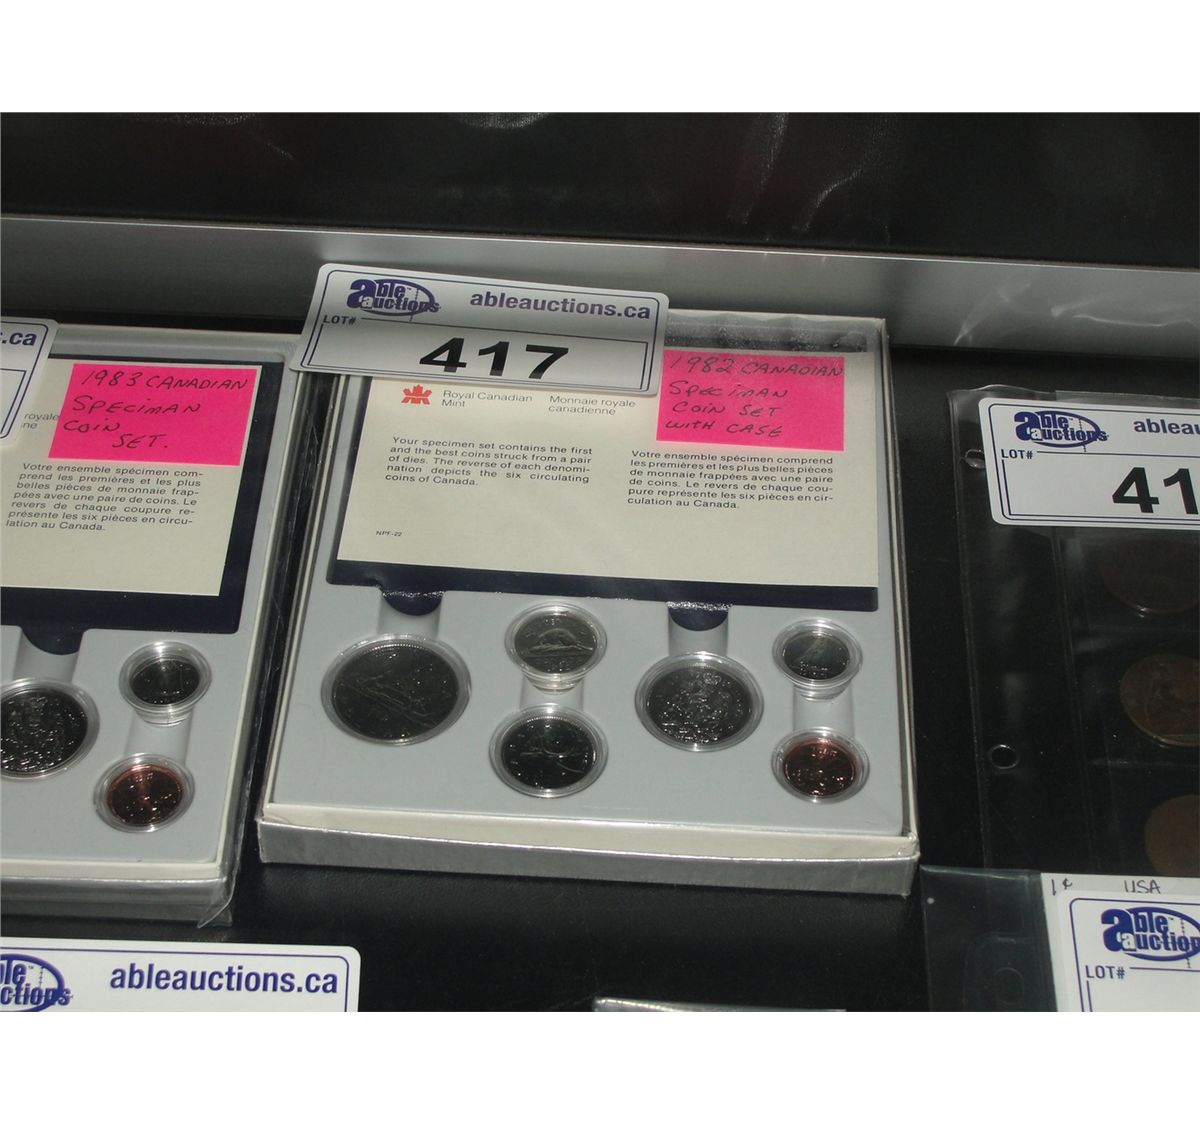 able
auctions
ableauctions.ca
LOT#
417
1982 CANADIAN
SPECIMAN
COIN SET
WITH CASE
Royal Canadian
Mint
Monnaie royale
canadienne
Your specimen set contains the first
and the best coins struck from a pair
of dies. The reverse of each denomi-
nation depicts the six circulating
coins of Canada.
Votre ensemble spécimen comprend
les premières et les plus belles pièces
de monnaie frappées avec une paire
de coins. Le revers de chaque cou-
pure représente les six pièces en cir-
culation au Canada.
NPF-22
s.ca
1983 CANADIAN
SPECIMAN
COIN
SET.
royale
ne
Votre ensemble spécimen com-
prend les premières et les plus
belles pièces de monnaie frap-
pées avec une paire de coins. Le
revers de chaque coupure re-
présente les six pièces en circu-
lation au Canada.
able
auctions
ableau
LOT#
41
1¢ USA
able
auction
LOT#
ble
ctions
ableauctions.ca